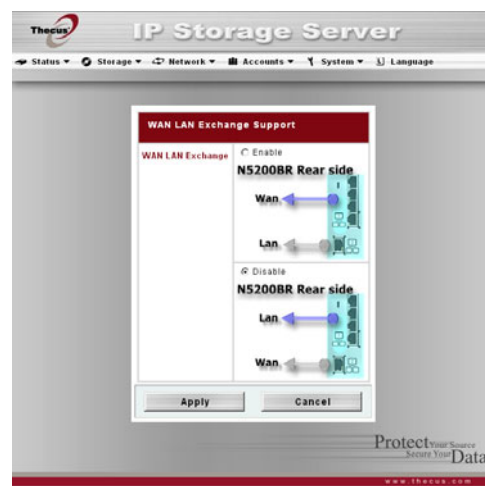 Thecus
IP Storage Server
Status Storage Network Accounts System Language
WAN LAN Exchange Support
WAN LAN Exchange
Enable
N5200BR Rear side
Wan
Lan
Disable
N5200BR Rear side
Lan
Wan
Apply Cancel
Protect Your Source
Secure Your Data
www.thecus.com